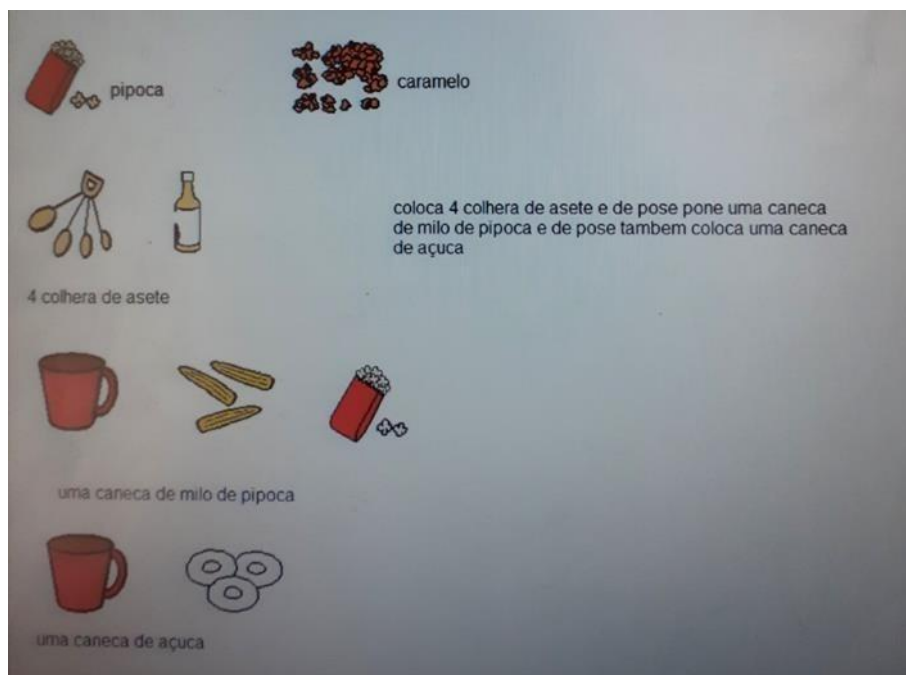 pipoca
caramelo
coloca 4 colhera de asete e de pose pone uma caneca
de milo de pipoca e de pose tambem coloca uma caneca
de açuca
4 colhera de asete
uma caneca de milo de pipoca
uma caneca de açuca